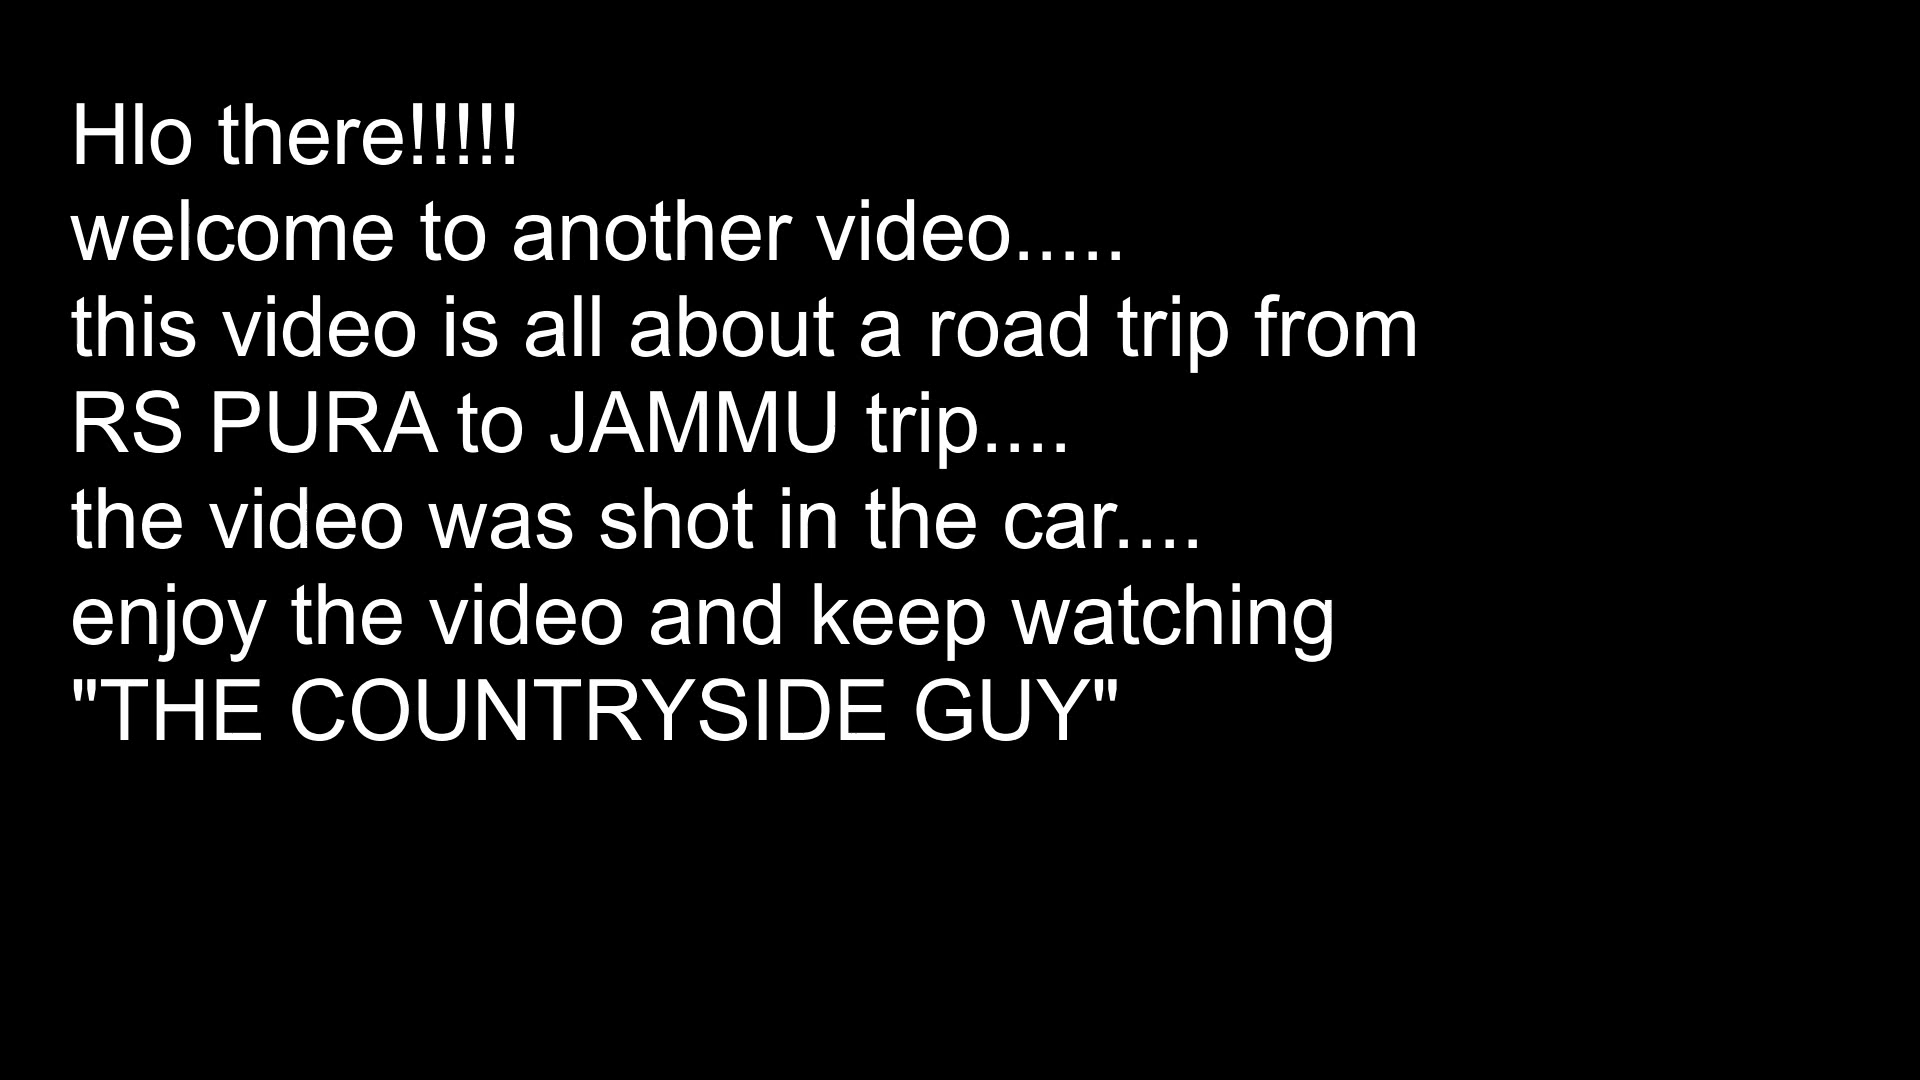 Hlo there!!!!!
welcome to another video.....
this video is all about a road trip from
RS PURA to JAMMU trip....
the video was shot in the car....
enjoy the video and keep watching
"THE COUNTRYSIDE GUY"